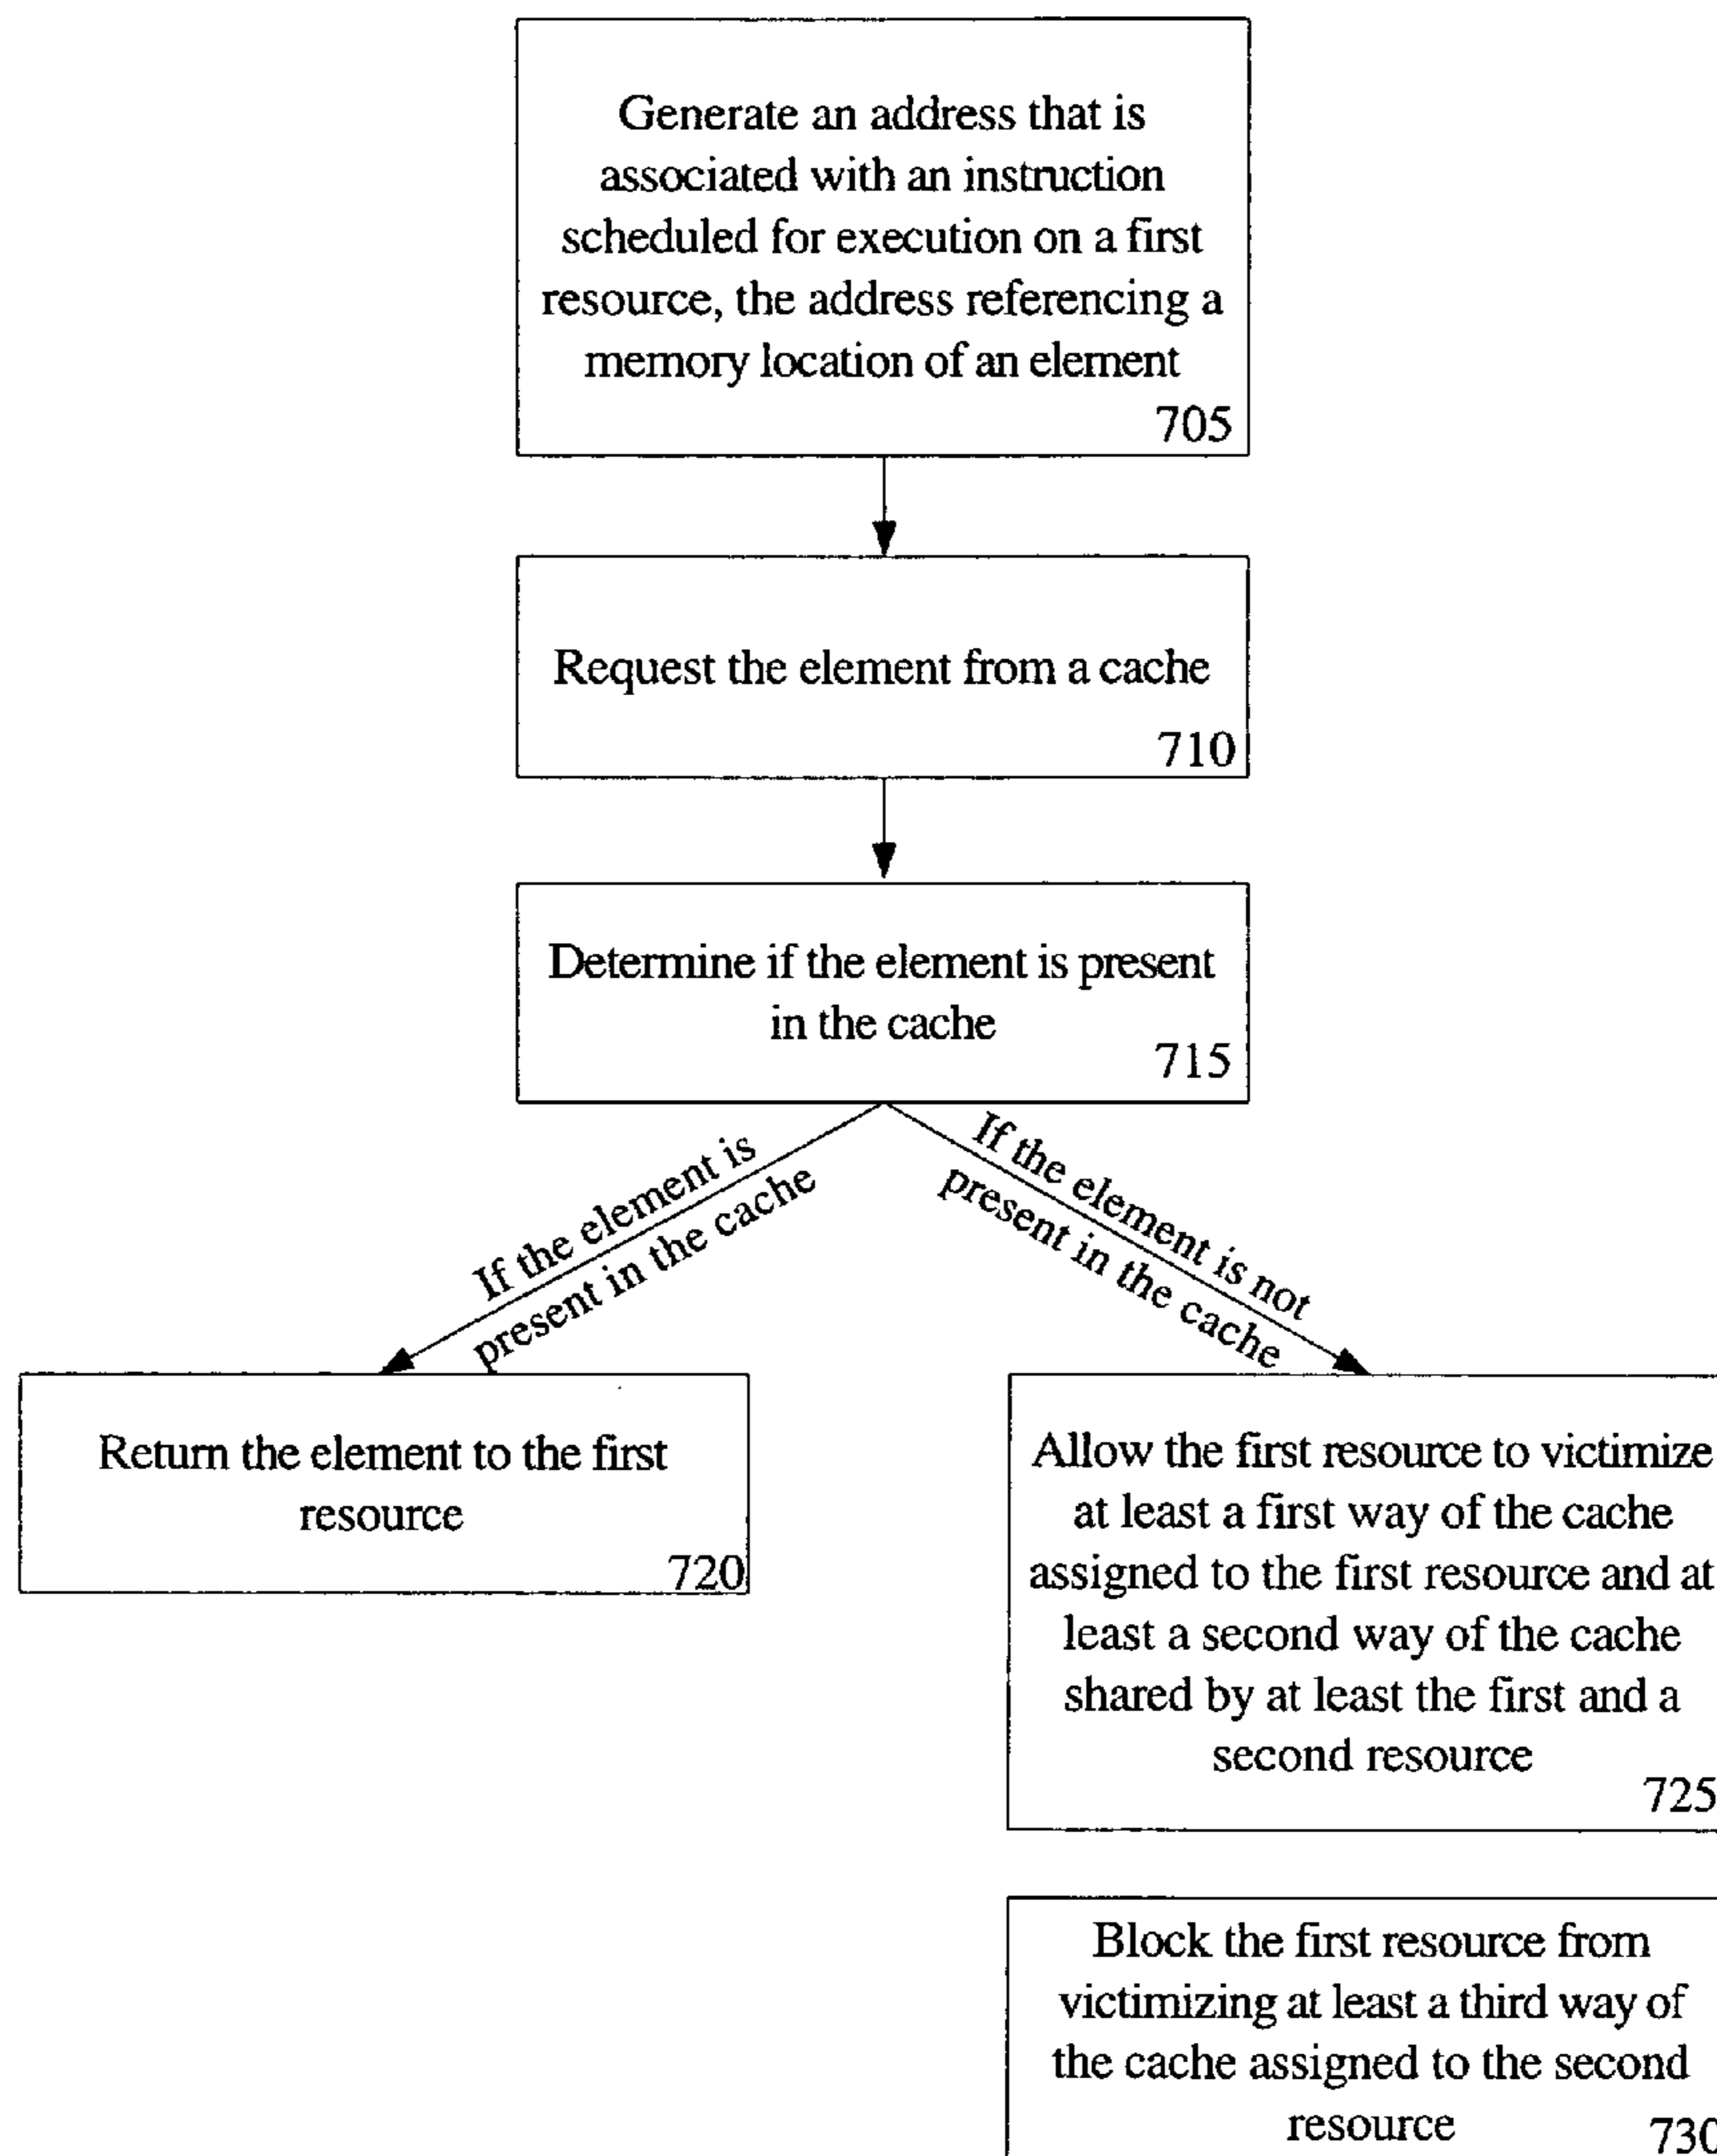 Generate an address that is
associated with an instruction
scheduled for execution on a first
resource, the address referencing a
memory location of an element
705
Request the element from a cache
710
Determine if the element is present
in the cache
715
If the element is
present in the cache
If the element is not
present in the cache
Return the element to the first
resource
720
Allow the first resource to victimize
at least a first way of the cache
assigned to the first resource and at
least a second way of the cache
shared by at least the first and a
second resource
725
Block the first resource from
victimizing at least a third way of
the cache assigned to the second
resource
730